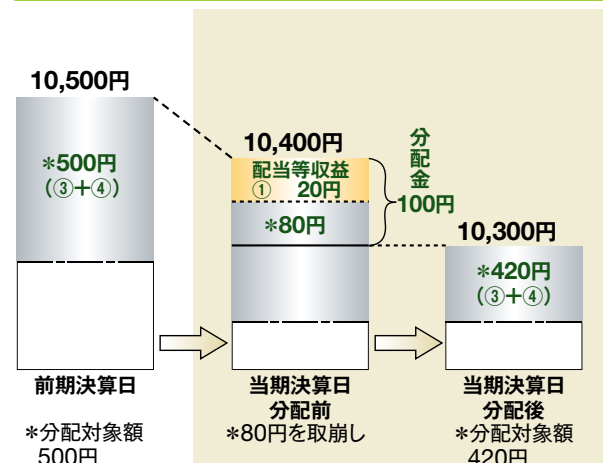 10,500円
＊500円
（③＋④）
前期決算日
＊分配対象額
500円
10,400円
配当等収益
① 20円
＊80円
分配金
100円
当期決算日
分配前
＊80円を取崩し
10,300円
＊420円
（③＋④）
当期決算日
分配後
＊分配対象額
420円